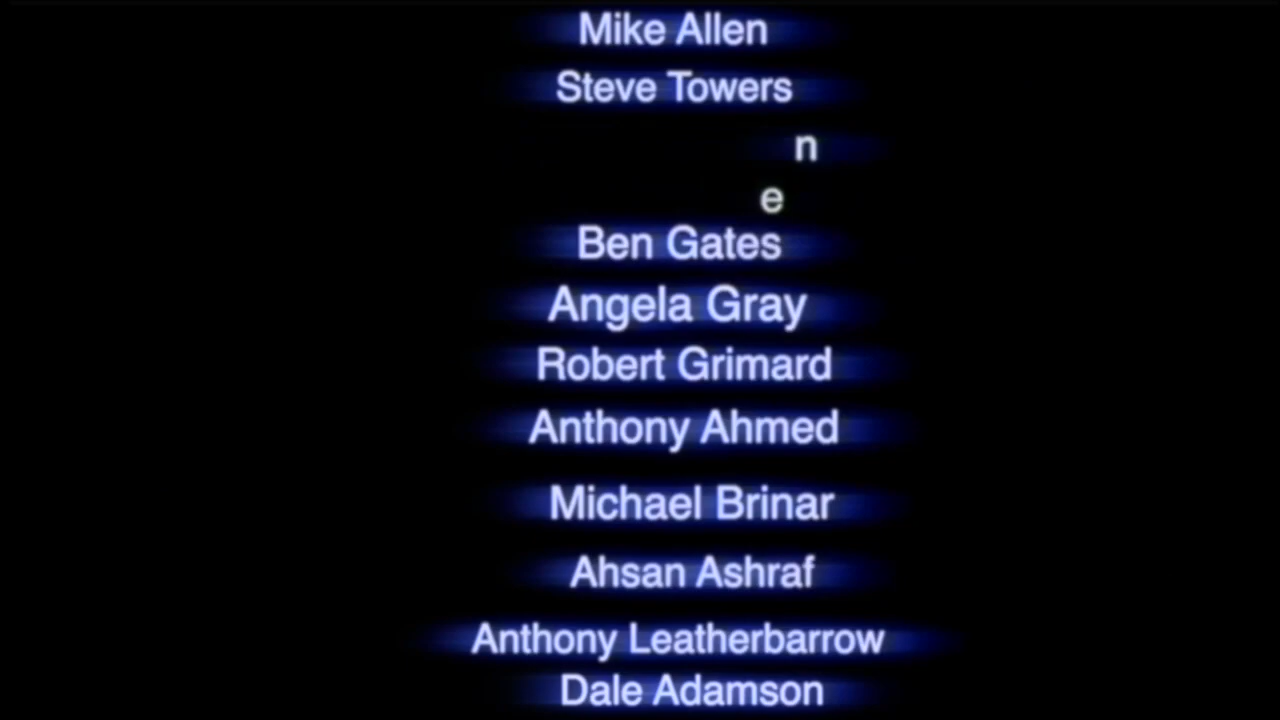 Mike Allen
Steve Towers
n
e
Ben Gates
Angela Gray
Robert Grimard
Anthony Ahmed
Michael Brinar
Ahsan Ashraf
Anthony Leatherbarrow
Dale Adamson